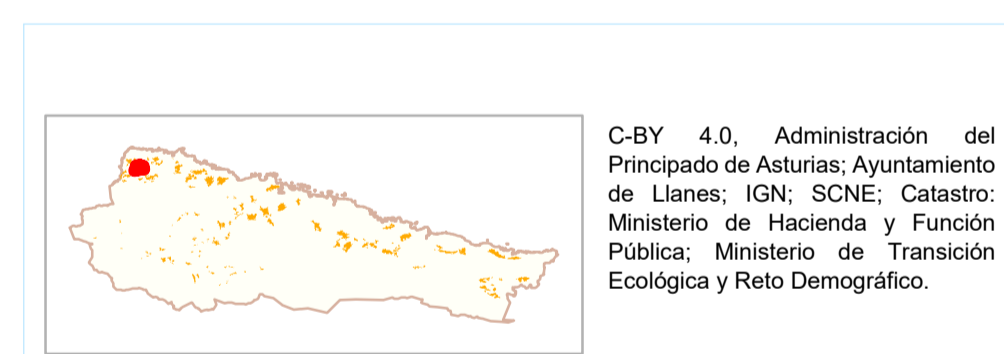 C-BY 4.0, Administración del
Principado de Asturias; Ayuntamiento
de Llanes; IGN; SCNE; Catastro:
Ministerio de Hacienda y Función
Pública; Ministerio de Transición
Ecológica y Reto Demográfico.